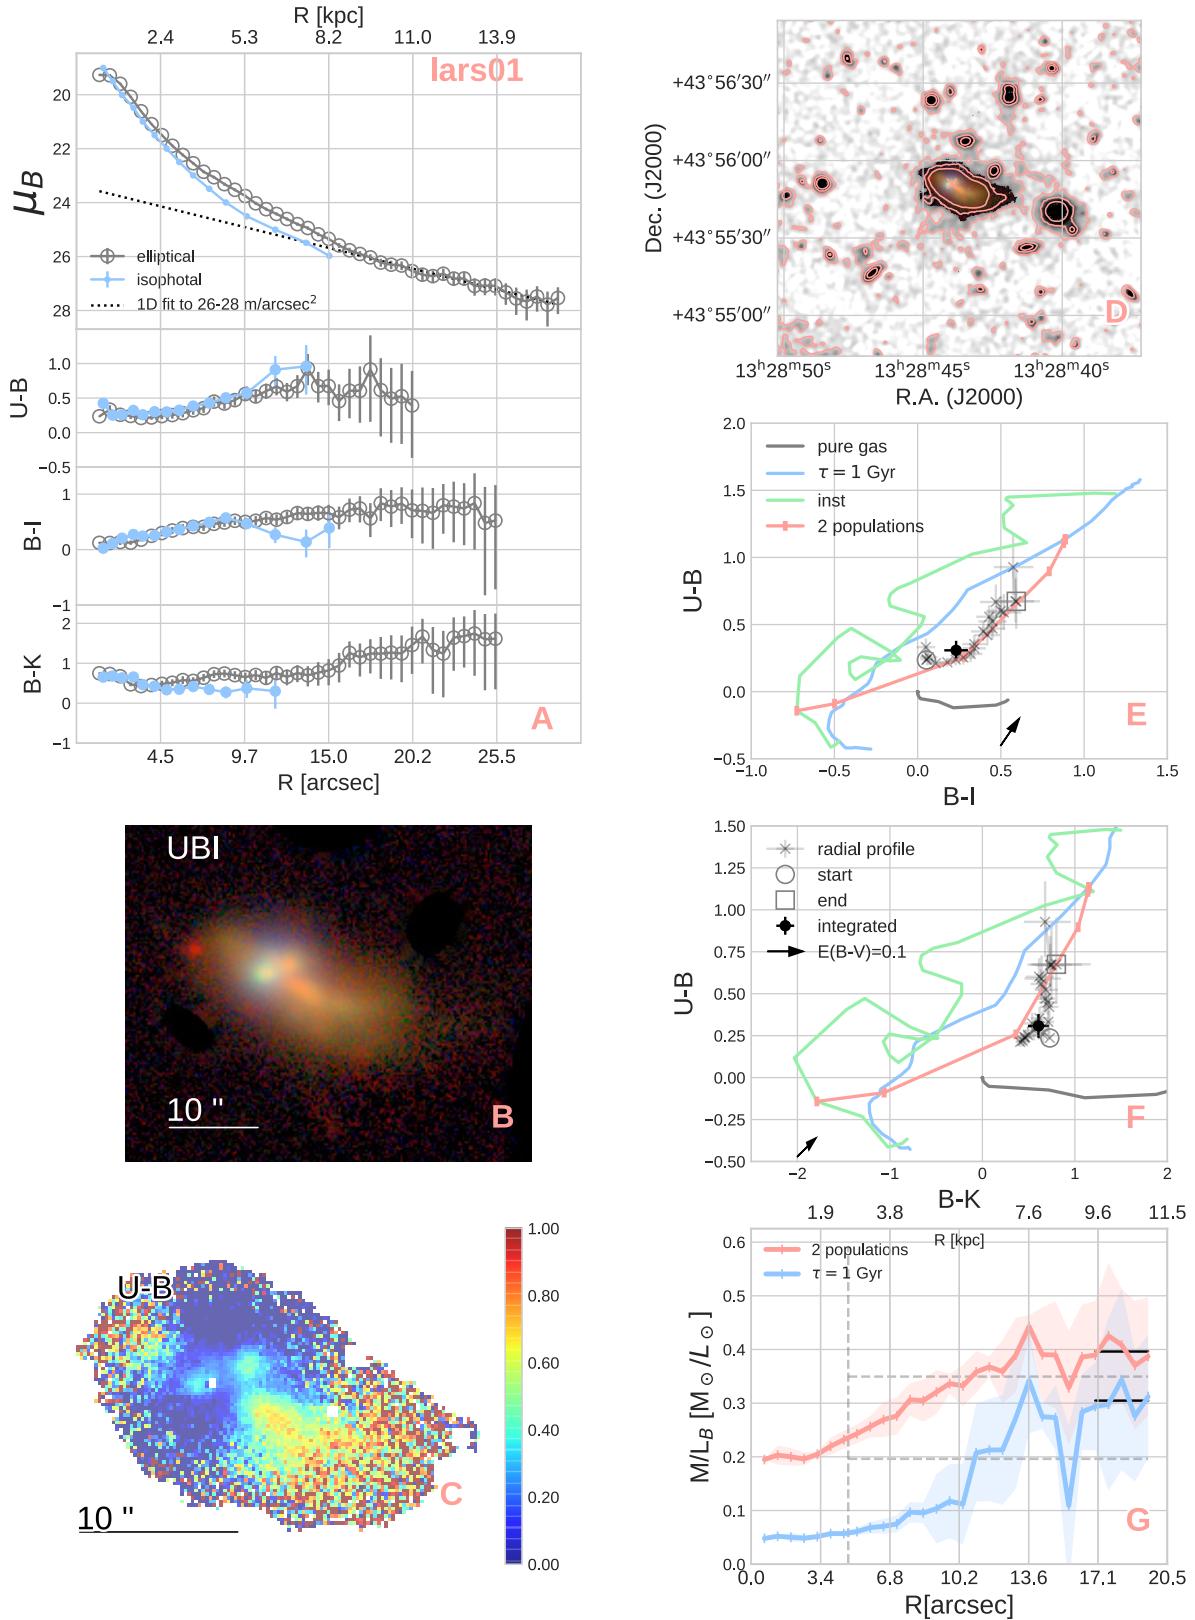 R [kpc]
2.4 5.3 8.2 11.0 13.9
lars01
μB
20
22
24
26
28
elliptical
isophotal
1D fit to 26-28 m/arcsec²
U-B
1.0
0.5
0.0
−0.5
B-I
1
0
−1
B-K
2
1
0
−1
A
4.5 9.7 15.0 20.2 25.5
R [arcsec]
UBI
10 "
B
U-B
10 "
C
1.00
0.80
0.60
0.40
0.20
0.00
Dec. (J2000)
+43°56′30″
+43°56′00″
+43°55′30″
+43°55′00″
D
13ʰ28ᵐ50ˢ 13ʰ28ᵐ45ˢ 13ʰ28ᵐ40ˢ
R.A. (J2000)
U-B
2.0
1.5
1.0
0.5
0.0
−0.5
pure gas
τ = 1 Gyr
inst
2 populations
E
−1.0 −0.5 0.0 0.5 1.0 1.5
B-I
U-B
1.50
1.25
1.00
0.75
0.50
0.25
0.00
−0.25
−0.50
radial profile
start
end
integrated
E(B-V)=0.1
F
−2 −1 0 1 2
B-K
1.9 3.8 7.6 9.6 11.5
R [kpc]
M/LB [M⊙/L⊙]
0.6
0.5
0.4
0.3
0.2
0.1
0.0
2 populations
τ = 1 Gyr
G
0.0 3.4 6.8 10.2 13.6 17.1 20.5
R[arcsec]